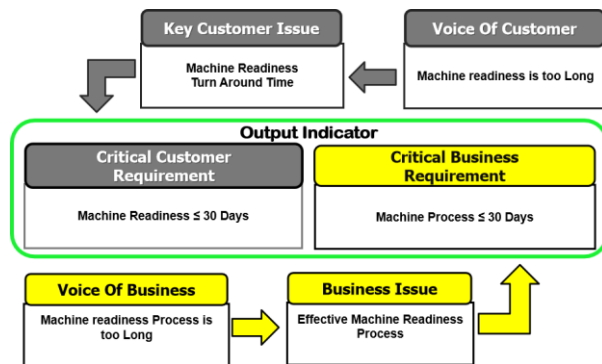 Key Customer Issue
Machine Readiness
Turn Around Time
Voice Of Customer
Machine readiness is too Long
Output Indicator
Critical Customer
Requirement
Machine Readiness ≤ 30 Days
Critical Business
Requirement
Machine Process ≤ 30 Days
Voice Of Business
Machine readiness Process is
too Long
Business Issue
Effective Machine Readiness
Process